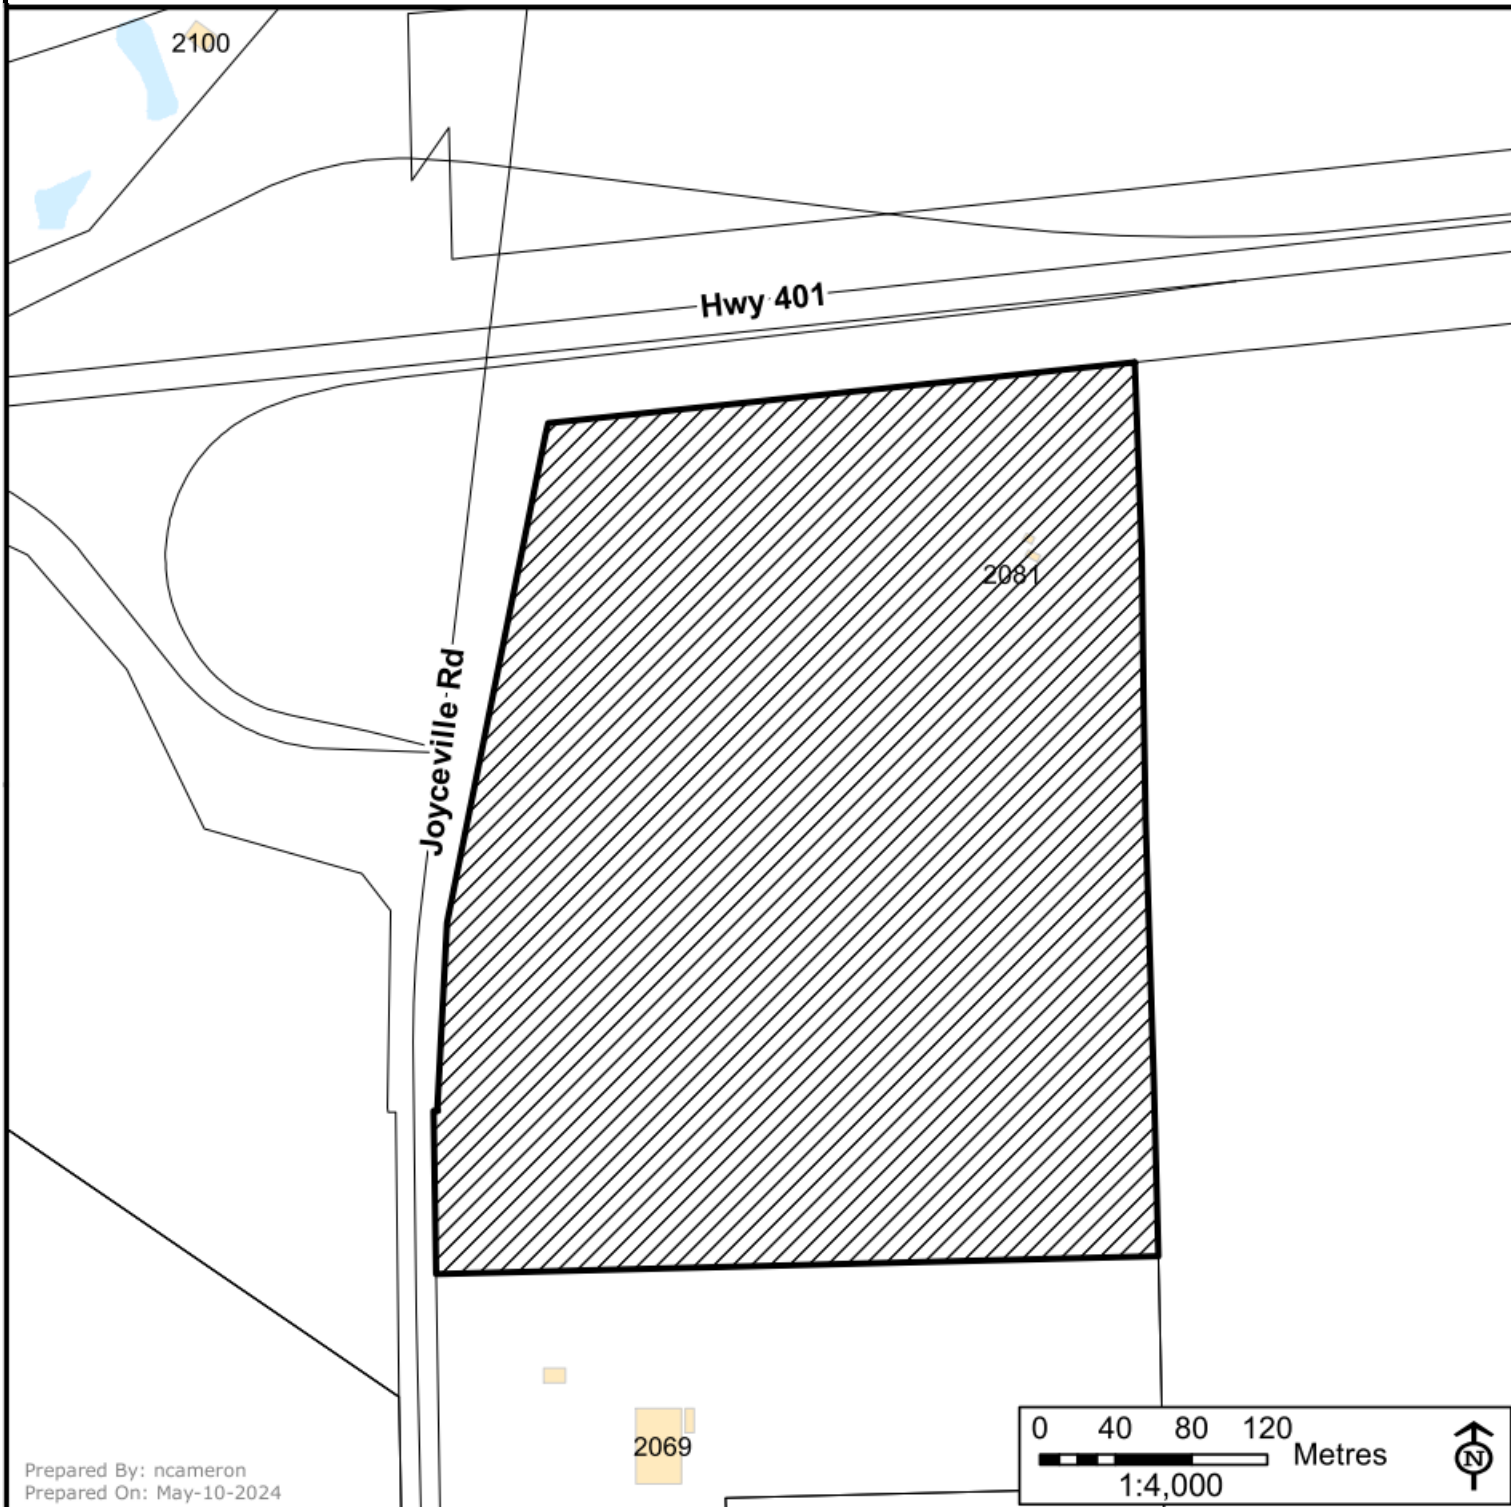 2100
Hwy 401
2081
Joyceville Rd
2069
0 40 80 120
Metres
1:4,000
N
Prepared By: ncameron
Prepared On: May-10-2024